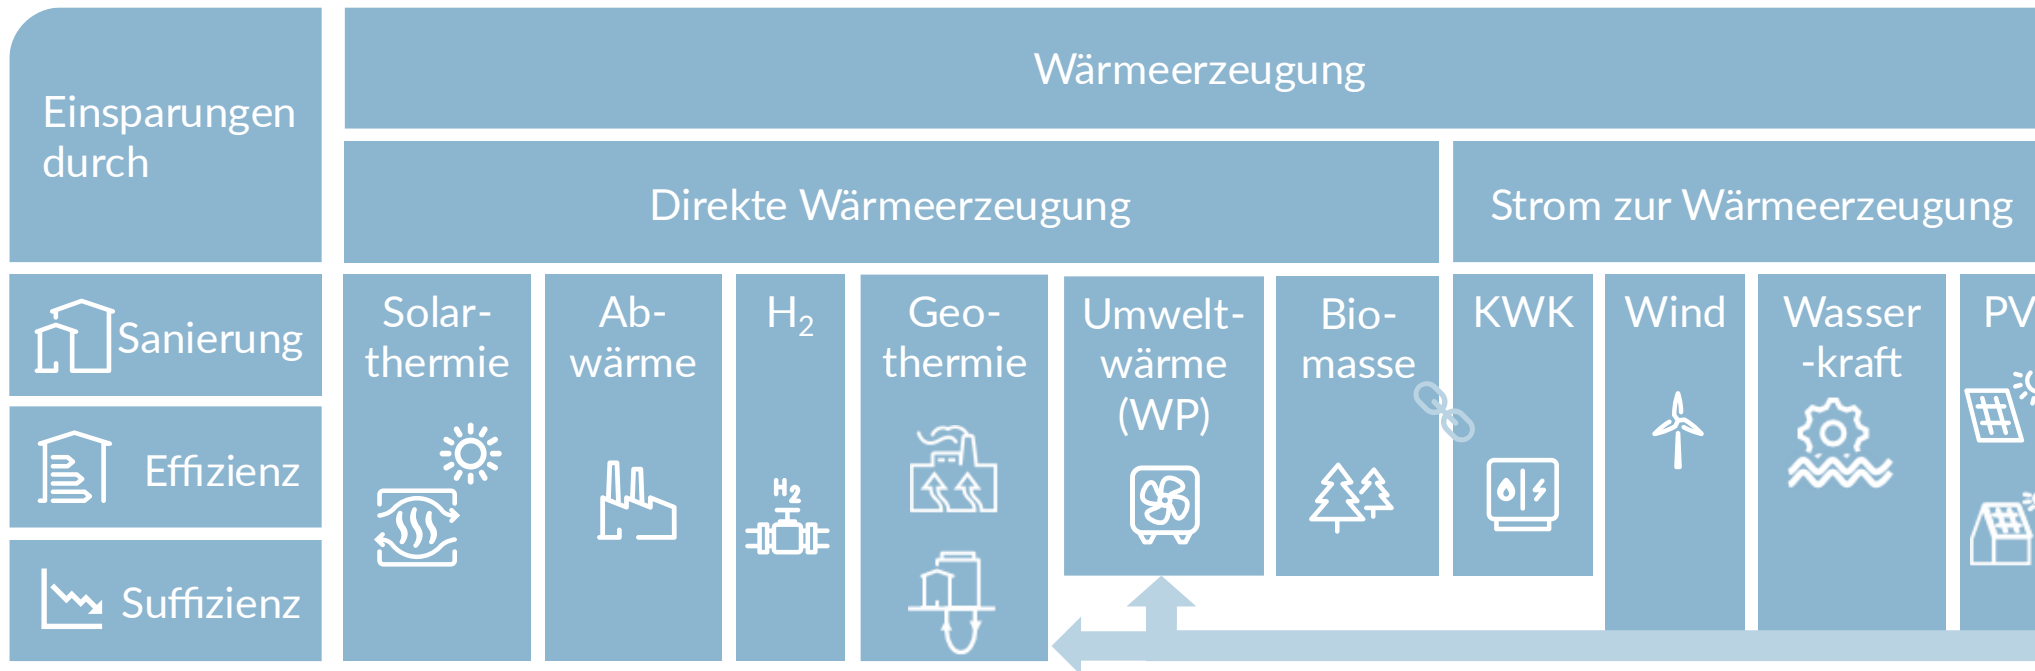 Einsparungen
durch
Wärmeerzeugung
Direkte Wärmeerzeugung
Strom zur Wärmeerzeugung
Sanierung
Effizienz
Suffizienz
Solar-
thermie
Ab-
wärme
H₂
H2
Geo-
thermie
Umwelt-
wärme
(WP)
Bio-
masse
KWK
Wind
Wasser
-kraft
PV